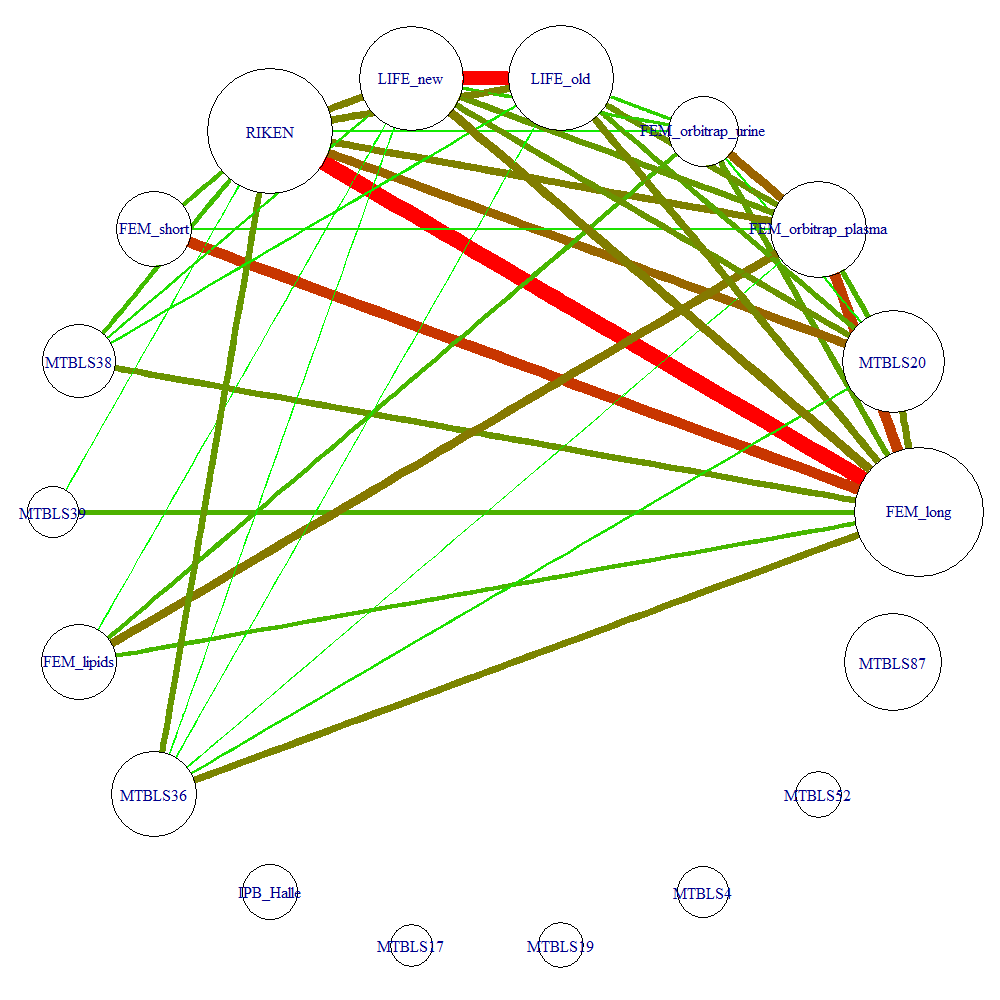 LIFE_new
LIFE_old
RIKEN
FEM_orbitrap_urine
FEM_short
FEM_orbitrap_plasma
MTBLS38
MTBLS20
MTBLS39
FEM_long
FEM_lipids
MTBLS87
MTBLS36
MTBLS52
IPB_Halle
MTBLS4
MTBLS17
MTBLS19